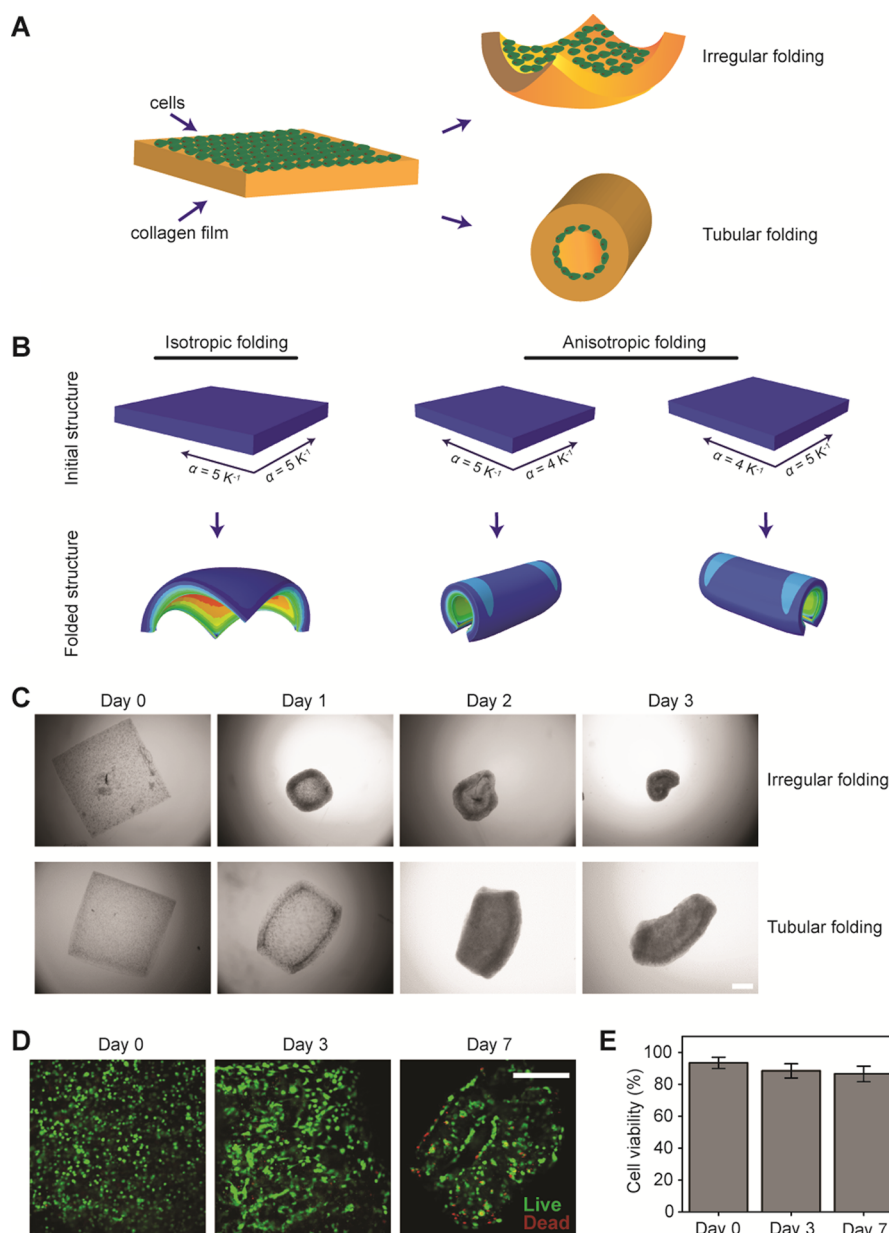 A
cells
collagen film
Irregular folding
Tubular folding
B
Isotropic folding
Anisotropic folding
Initial structure
α = 5 K⁻¹
α = 5 K⁻¹
α = 5 K⁻¹
α = 4 K⁻¹
α = 4 K⁻¹
α = 5 K⁻¹
Folded structure
C
Day 0
Day 1
Day 2
Day 3
Irregular folding
Tubular folding
D
Day 0
Day 3
Day 7
Live
Dead
E
Cell viability (%)
100
80
60
40
20
0
Day 0
Day 3
Day 7